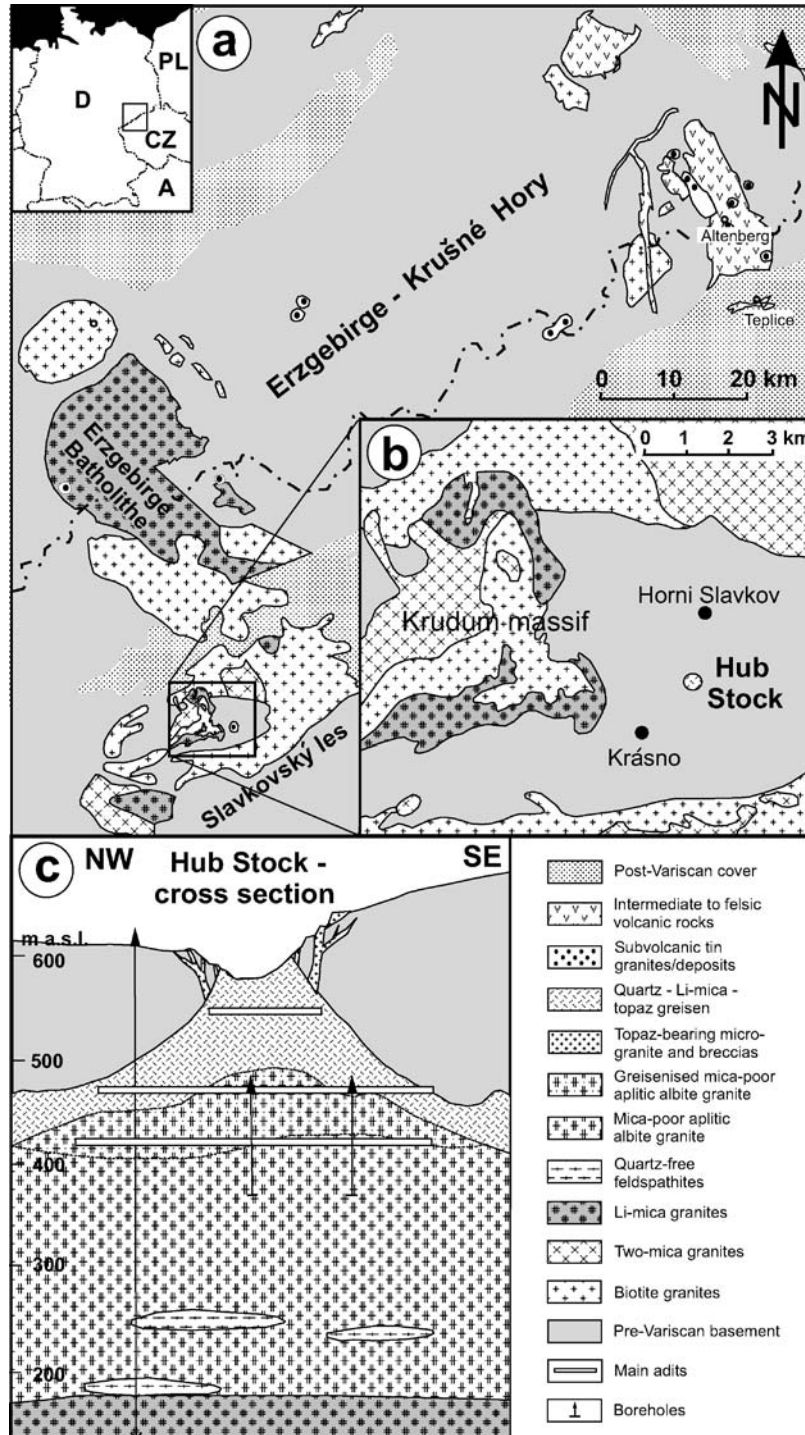 a
PL
D
CZ
A
N
Erzgebirge - Krušné Hory
Altenberg
Teplice
0 10 20 km
Erzgebirge
Batholithe
Slavkovský les
b
0 1 2 3 km
Horni Slavkov
Krudum massif
Hub
Stock
Krásno
c
NW
Hub Stock -
cross section
SE
m a.s.l.
600
500
400
300
200
Post-Variscan cover
Intermediate to felsic
volcanic rocks
Subvolcanic tin
granites/deposits
Quartz - Li-mica -
topaz greisen
Topaz-bearing micro-
granite and breccias
Greisenised mica-poor
aplitic albite granite
Mica-poor aplitic
albite granite
Quartz-free
feldspathites
Li-mica granites
Two-mica granites
Biotite granites
Pre-Variscan basement
Main adits
Boreholes